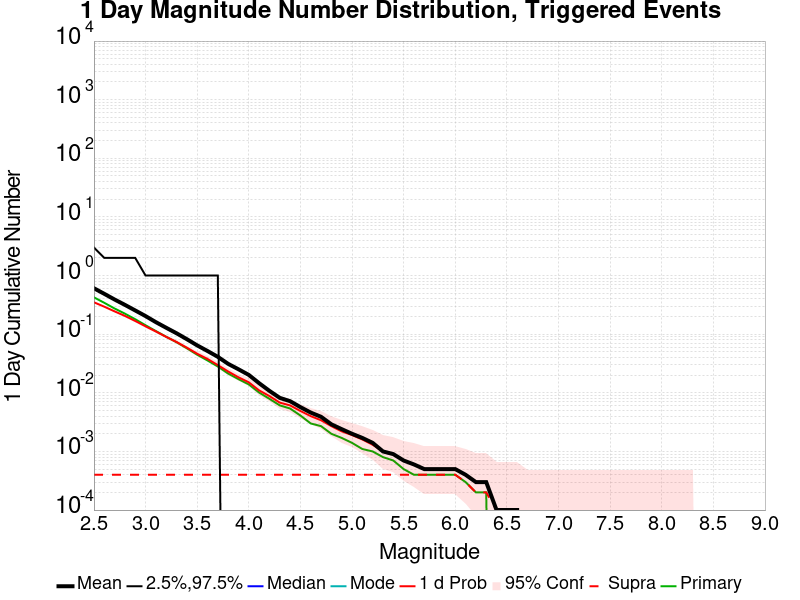 1 Day Magnitude Number Distribution, Triggered Events
10^4
10^3
10^2
10^1
10^0
10^-1
10^-2
10^-3
10^-4
1 Day Cumulative Number
2.5 3.0 3.5 4.0 4.5 5.0 5.5 6.0 6.5 7.0 7.5 8.0 8.5 9.0
Magnitude
Mean 2.5%,97.5% Median Mode 1 d Prob 95% Conf Supra Primary